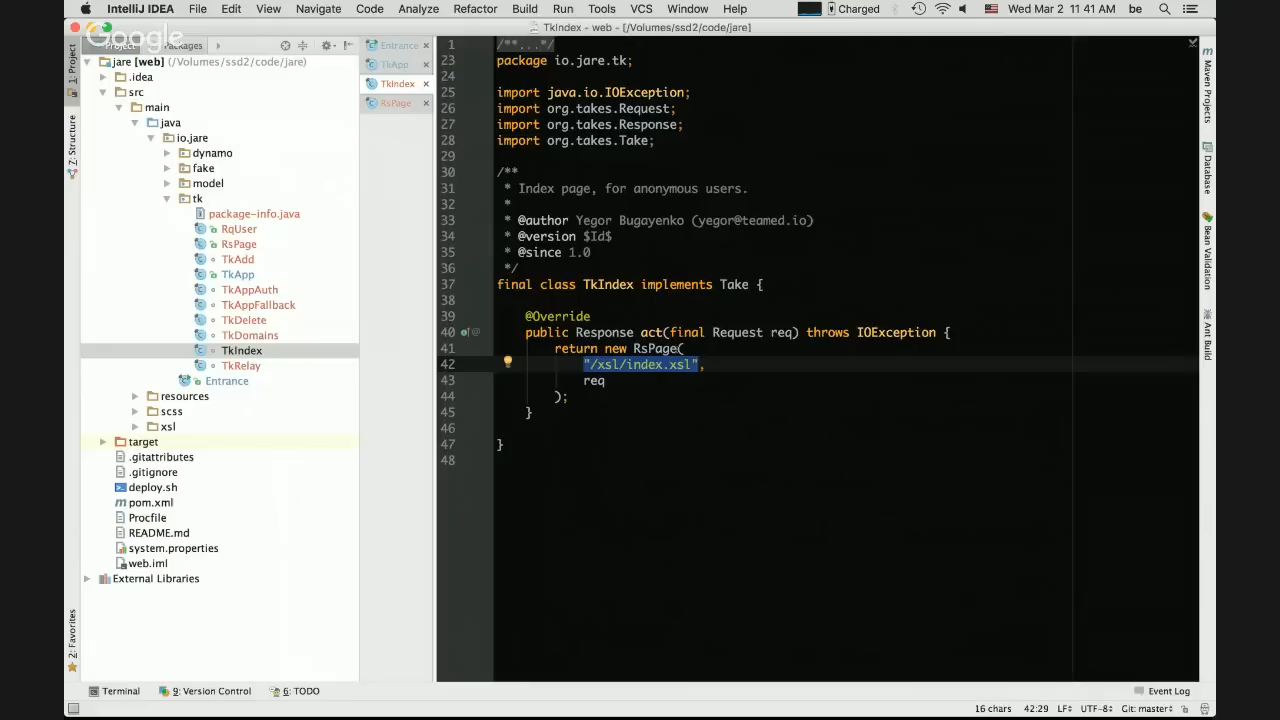 IntelliJ IDEA File Edit View Navigate Code Analyze Refactor Build Run Tools VCS Window Help Charged Wed Mar 2 11:41 AM be
TkIndex - web - [/Volumes/ssd2/code/jare]
Google
Project Packages
1: Project
7: Structure
2: Favorites
jare [web] (/Volumes/ssd2/code/jare)
.idea
src
main
java
io.jare
dynamo
fake
model
tk
package-info.java
RqUser
RsPage
TkAdd
TkApp
TkAppAuth
TkAppFallback
TkDelete
TkDomains
TkIndex
TkRelay
Entrance
resources
scss
xsl
target
.gitattributes
.gitignore
deploy.sh
pom.xml
Procfile
README.md
system.properties
web.iml
External Libraries
Entrance
TkApp
TkIndex
RsPage
1 /**...*/
23 package io.jare.tk;
24
25 import java.io.IOException;
26 import org.takes.Request;
27 import org.takes.Response;
28 import org.takes.Take;
29
30 /**
31 * Index page, for anonymous users.
32 *
33 * @author Yegor Bugayenko (yegor@teamed.io)
34 * @version $Id$
35 * @since 1.0
36 */
37 final class TkIndex implements Take {
38
39 @Override
40 public Response act(final Request req) throws IOException {
41 return new RsPage(
42 "/xsl/index.xsl",
43 req
44 );
45 }
46
47 }
48
Maven Projects
Database
Bean Validation
Ant Build
Terminal 9: Version Control 6: TODO Event Log
16 chars 42:29 LF UTF-8 Git: master